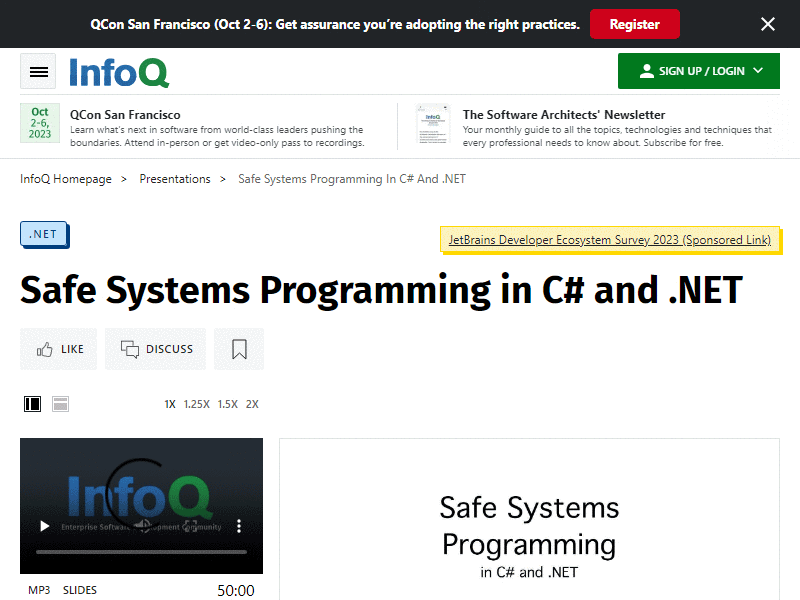 QCon San Francisco (Oct 2-6): Get assurance you're adopting the right practices.
Register
InfoQ
SIGN UP / LOGIN
Oct
2-6,
2023
QCon San Francisco
Learn what's next in software from world-class leaders pushing the
boundaries. Attend in-person or get video-only pass to recordings.
The Software Architects' Newsletter
Your monthly guide to all the topics, technologies and techniques that
every professional needs to know about. Subscribe for free.
InfoQ Homepage > Presentations > Safe Systems Programming In C# And .NET
.NET
JetBrains Developer Ecosystem Survey 2023 (Sponsored Link)
Safe Systems Programming in C# and .NET
LIKE
DISCUSS
1X 1.25X 1.5X 2X
InfoQ
Enterprise Software Development Community
MP3 SLIDES 50:00
Safe Systems
Programming
in C# and .NET